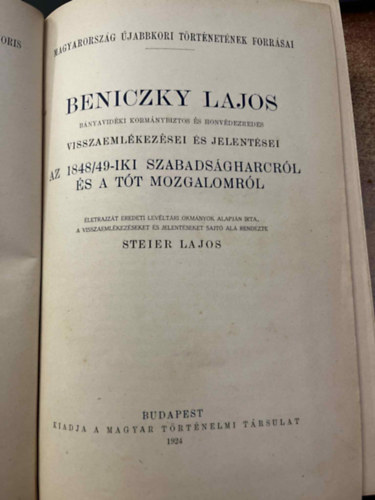 ORIS
MAGYARORSZÁG ÚJABBKORI TÖRTÉNETÉNEK FORRÁSAI
BENICZKY LAJOS
BÁNYAVIDÉKI KORMÁNYBIZTOS ÉS HONVÉDEZREDES
VISSZAEMLÉKEZÉSEI ÉS JELENTÉSEI
AZ 1848/49-IKI SZABADSÁGHARCRÓL
ÉS A TÓT MOZGALOMRÓL
ÉLETRAJZÁT EREDETI LEVÉLTÁRI OKMÁNYOK ALAPJÁN IRTA,
A VISSZAEMLÉKEZÉSEKET ÉS JELENTÉSEKET SAJTÓ ALÁ RENDEZTE
STEIER LAJOS
BUDAPEST
KIADJA A MAGYAR TÖRTÉNELMI TÁRSULAT
1924